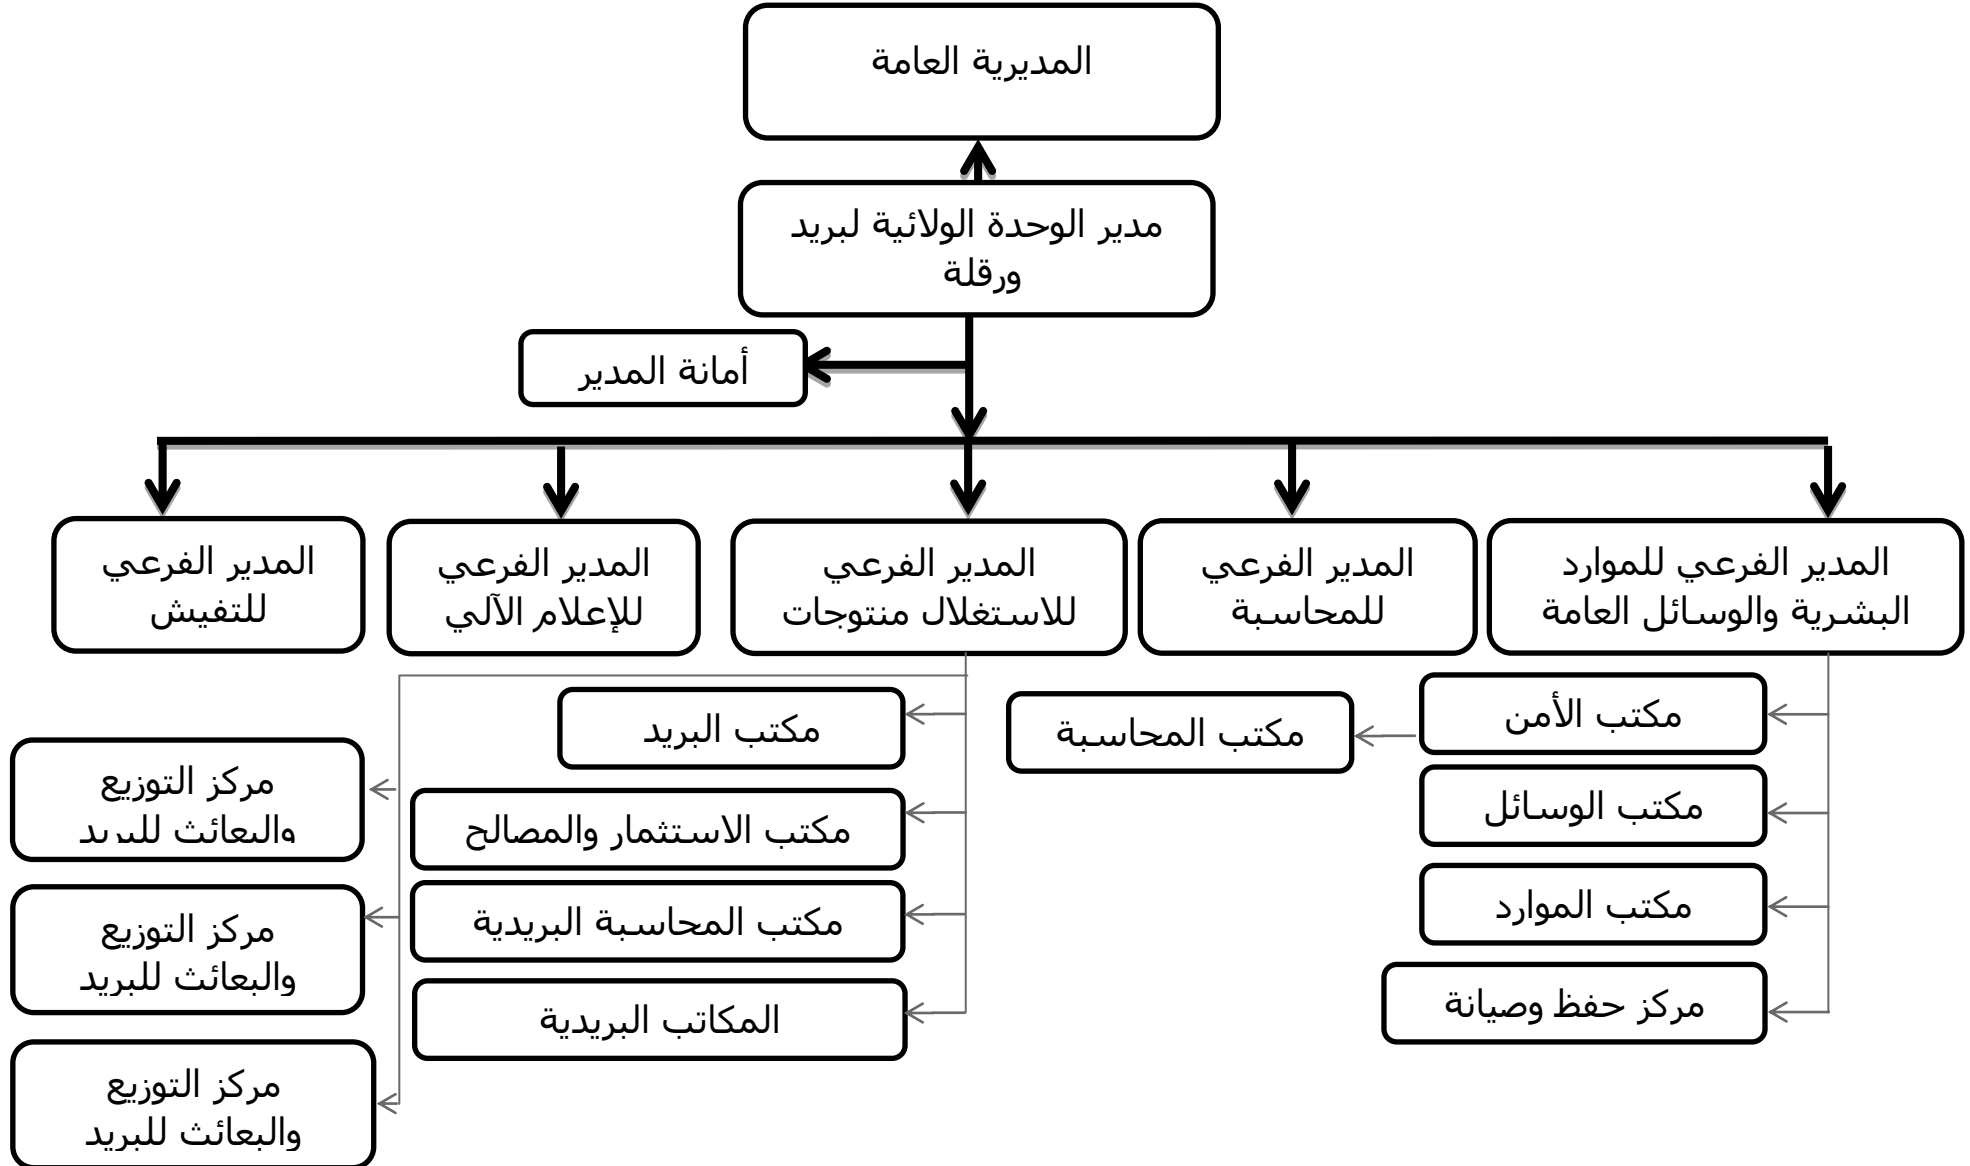 المديرية العامة
مدير الوحدة الولائية لبريد
ورقلة
أمانة المدير
المدير الفرعي للموارد
البشرية والوسائل العامة
المدير الفرعي
للمحاسبة
المدير الفرعي
للاستغلال منتوجات
المدير الفرعي
للإعلام الآلي
المدير الفرعي
للتفيش
مكتب الأمن
مكتب الوسائل
مكتب الموارد
مركز حفظ وصيانة
مكتب المحاسبة
مكتب البريد
مكتب الاستثمار والمصالح
مكتب المحاسبة البريدية
المكاتب البريدية
مركز التوزيع
والبعائث للبريد
مركز التوزيع
والبعائث للبريد
مركز التوزيع
والبعائث للبريد